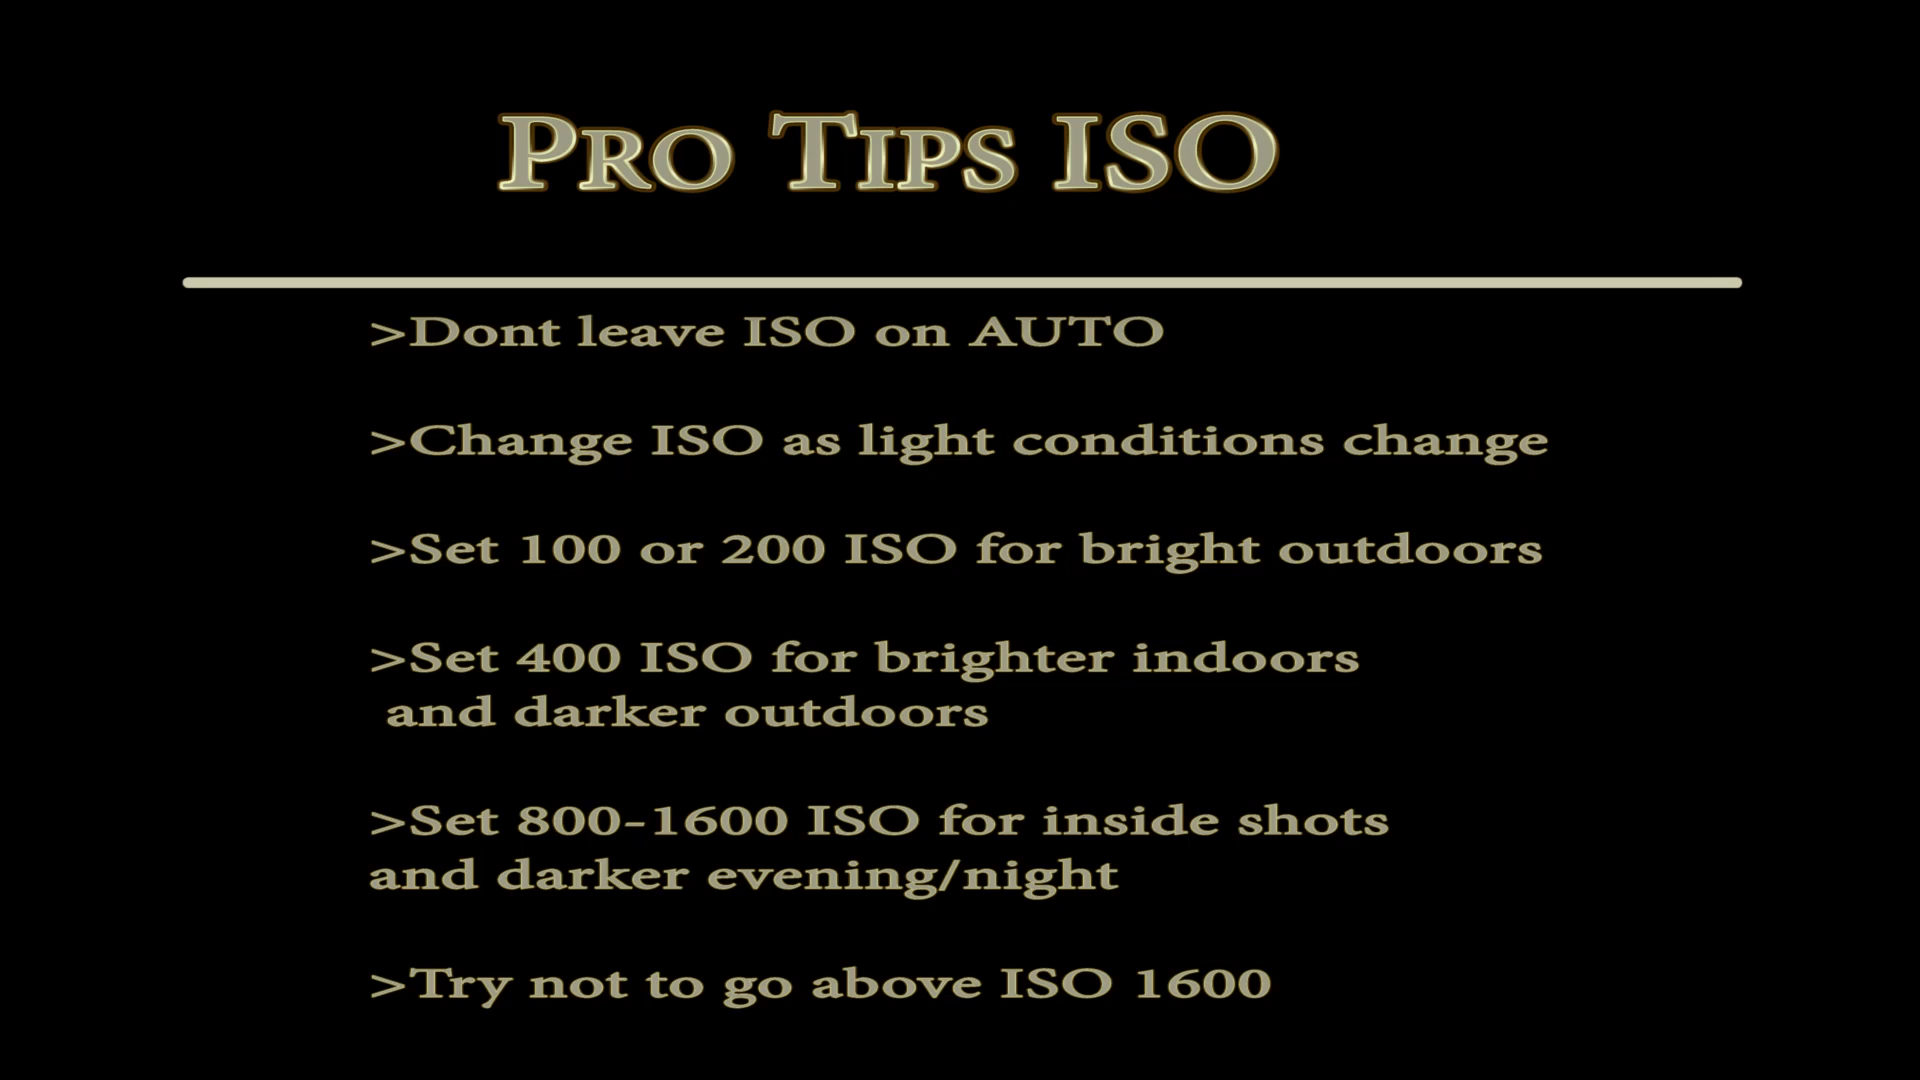 Pro Tips ISO
>Dont leave ISO on AUTO
>Change ISO as light conditions change
>Set 100 or 200 ISO for bright outdoors
>Set 400 ISO for brighter indoors
and darker outdoors
>Set 800-1600 ISO for inside shots
and darker evening/night
>Try not to go above ISO 1600